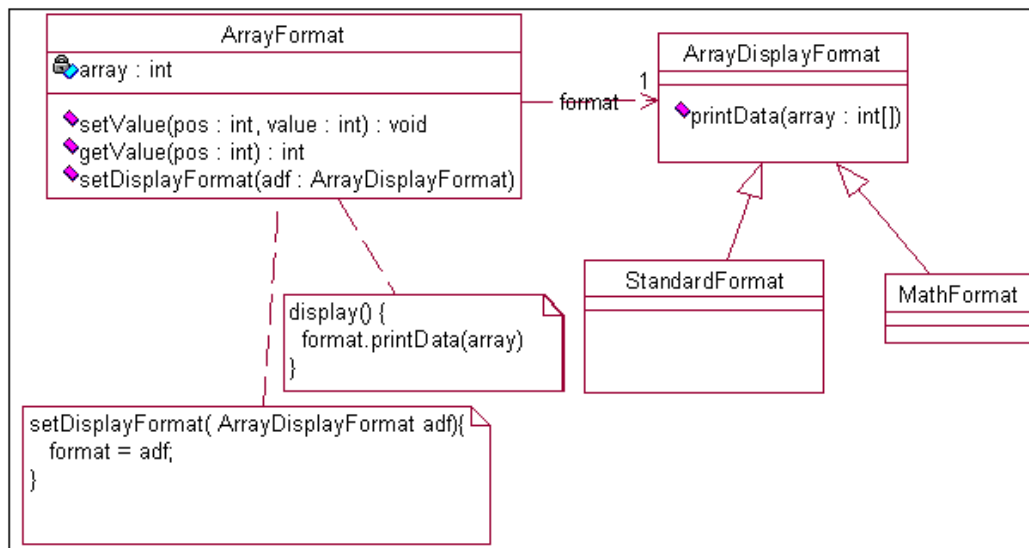 ArrayFormat
array : int
setValue(pos : int, value : int) : void
getValue(pos : int) : int
setDisplayFormat(adf : ArrayDisplayFormat)
format
1
ArrayDisplayFormat
printData(array : int[])
StandardFormat
MathFormat
display() {
format.printData(array)
}
setDisplayFormat( ArrayDisplayFormat adf){
format = adf;
}